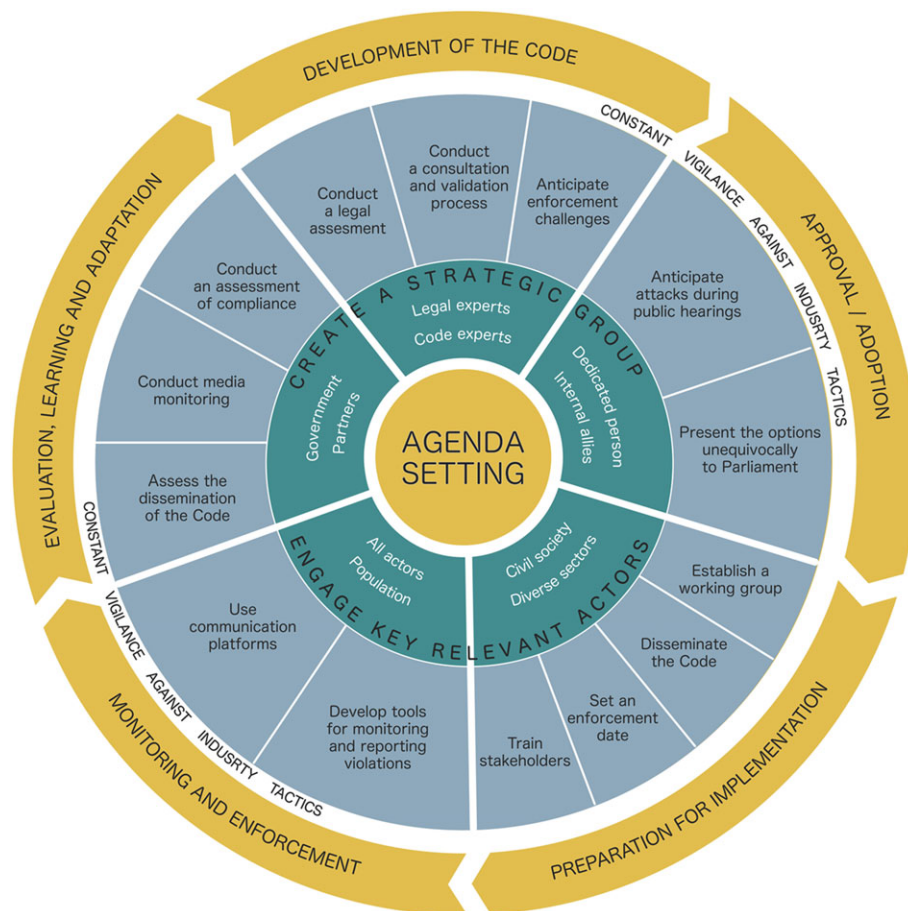 DEVELOPMENT OF THE CODE
APPROVAL / ADOPTION
PREPARATION FOR IMPLEMENTATION
MONITORING AND ENFORCEMENT
EVALUATION, LEARNING AND ADAPTATION
CONSTANT VIGILANCE AGAINST INDUSRTY TACTICS
CONSTANT VIGILANCE AGAINST INDUSRTY TACTICS
Conduct
a legal
assesment
Conduct
a consultation
and validation
process
Anticipate
enforcement
challenges
Anticipate
attacks during
public hearings
Present the options
unequivocally
to Parliament
Establish a
working group
Disseminate
the Code
Set an
enforcement
date
Train
stakeholders
Develop tools
for monitoring
and reporting
violations
Use
communication
platforms
Assess the
dissemination
of the Code
Conduct media
monitoring
Conduct
an assessment
of compliance
CREATE A STRATEGIC GROUP
Legal experts
Code experts
Dedicated person
Internal allies
Civil society
Diverse sectors
All actors
Population
Government
Partners
ENGAGE KEY RELEVANT ACTORS
AGENDA
SETTING